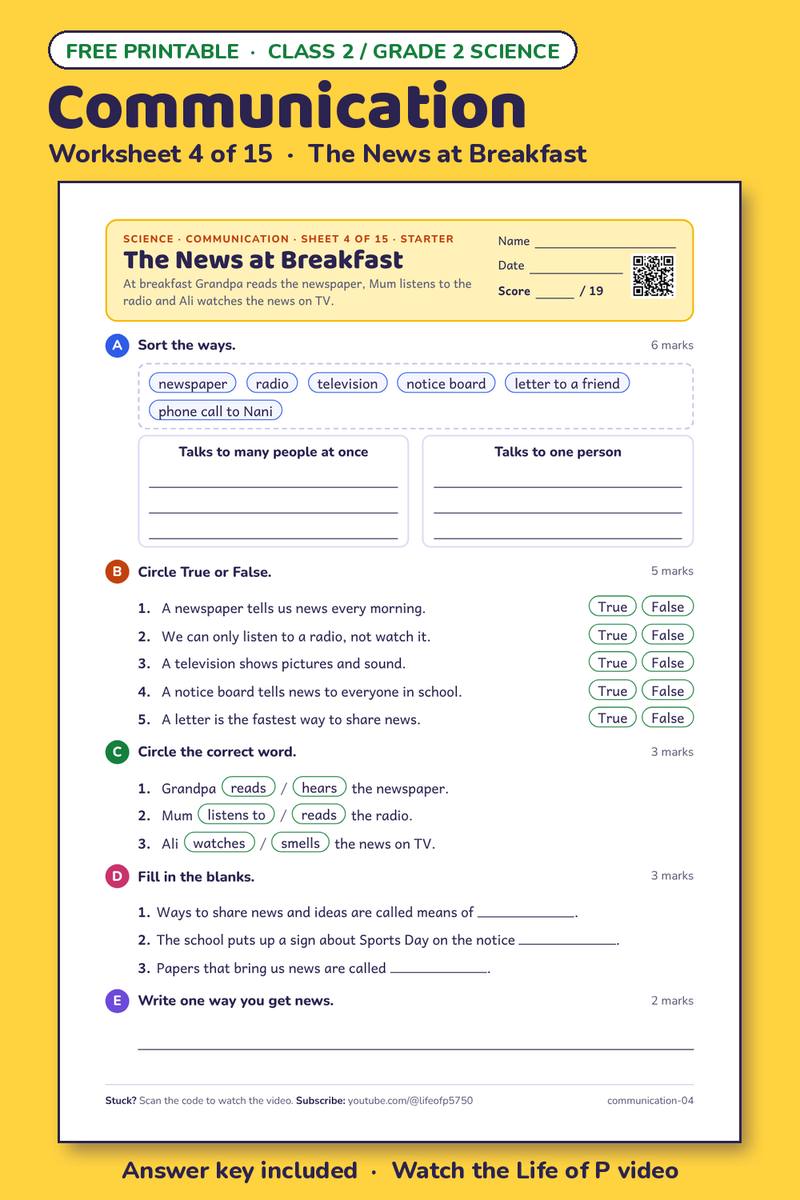 FREE PRINTABLE · CLASS 2 / GRADE 2 SCIENCE
Communication
Worksheet 4 of 15 · The News at Breakfast
SCIENCE · COMMUNICATION · SHEET 4 OF 15 · STARTER
The News at Breakfast
At breakfast Grandpa reads the newspaper, Mum listens to the
radio and Ali watches the news on TV.
Name ____________
Date ____________
Score ______ / 19
A Sort the ways. 6 marks
newspaper radio television notice board letter to a friend
phone call to Nani
Talks to many people at once Talks to one person
B Circle True or False. 5 marks
1. A newspaper tells us news every morning. True False
2. We can only listen to a radio, not watch it. True False
3. A television shows pictures and sound. True False
4. A notice board tells news to everyone in school. True False
5. A letter is the fastest way to share news. True False
C Circle the correct word. 3 marks
1. Grandpa reads / hears the newspaper.
2. Mum listens to / reads the radio.
3. Ali watches / smells the news on TV.
D Fill in the blanks. 3 marks
1. Ways to share news and ideas are called means of ____________.
2. The school puts up a sign about Sports Day on the notice ____________.
3. Papers that bring us news are called ____________.
E Write one way you get news. 2 marks
Stuck? Scan the code to watch the video. Subscribe: youtube.com/@lifeofp5750 communication-04
Answer key included · Watch the Life of P video